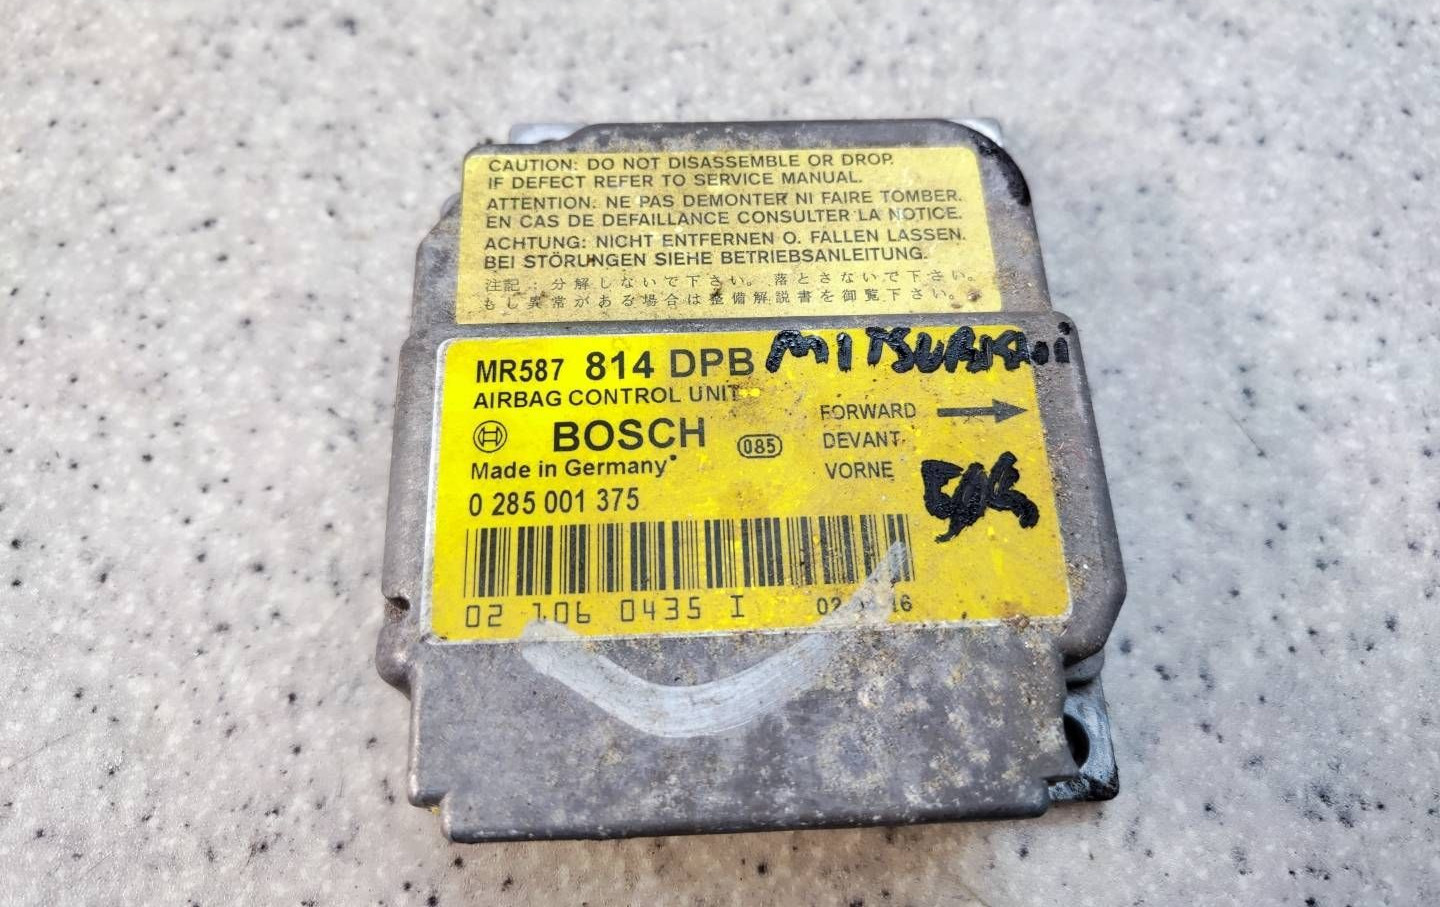 CAUTION: DO NOT DISASSEMBLE OR DROP.
IF DEFECT REFER TO SERVICE MANUAL.
ATTENTION: NE PAS DEMONTER NI FAIRE TOMBER.
EN CAS DE DEFAILLANCE CONSULTER LA NOTICE.
ACHTUNG: NICHT ENTFERNEN O. FALLEN LASSEN.
BEI STÖRUNGEN SIEHE BETRIEBSANLEITUNG.
注記：分解しないで下さい。落とさないで下さい。
もし異常がある場合は整備解説書を御覧下さい。
MR587 814 DPB MITSUBISHI
AIRBAG CONTROL UNIT
FORWARD
BOSCH 085
DEVANT
Made in Germany
VORNE
0 285 001 375
02 0435 I 02 16